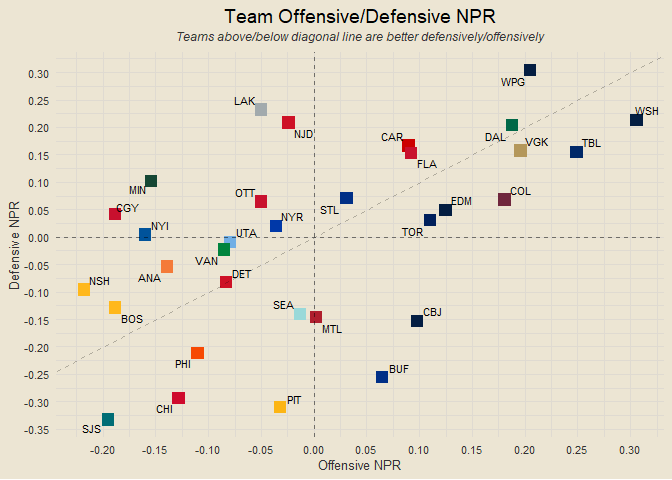 Team Offensive/Defensive NPR
Teams above/below diagonal line are better defensively/offensively
0.30
WPG
0.25
LAK
WSH
0.20
NJD
CAR
DAL
VGK
TBL
0.15
FLA
0.10
MIN
OTT
COL
0.05
CGY
NYI
NYR
STL
EDM
0.00
UTA
TOR
-0.05
VAN
ANA
DET
-0.10
NSH
SEA
-0.15
BOS
MTL
CBJ
-0.20
PHI
-0.25
BUF
-0.30
CHI
PIT
-0.35
SJS
Defensive NPR
-0.20 -0.15 -0.10 -0.05 0.00 0.05 0.10 0.15 0.20 0.25 0.30
Offensive NPR